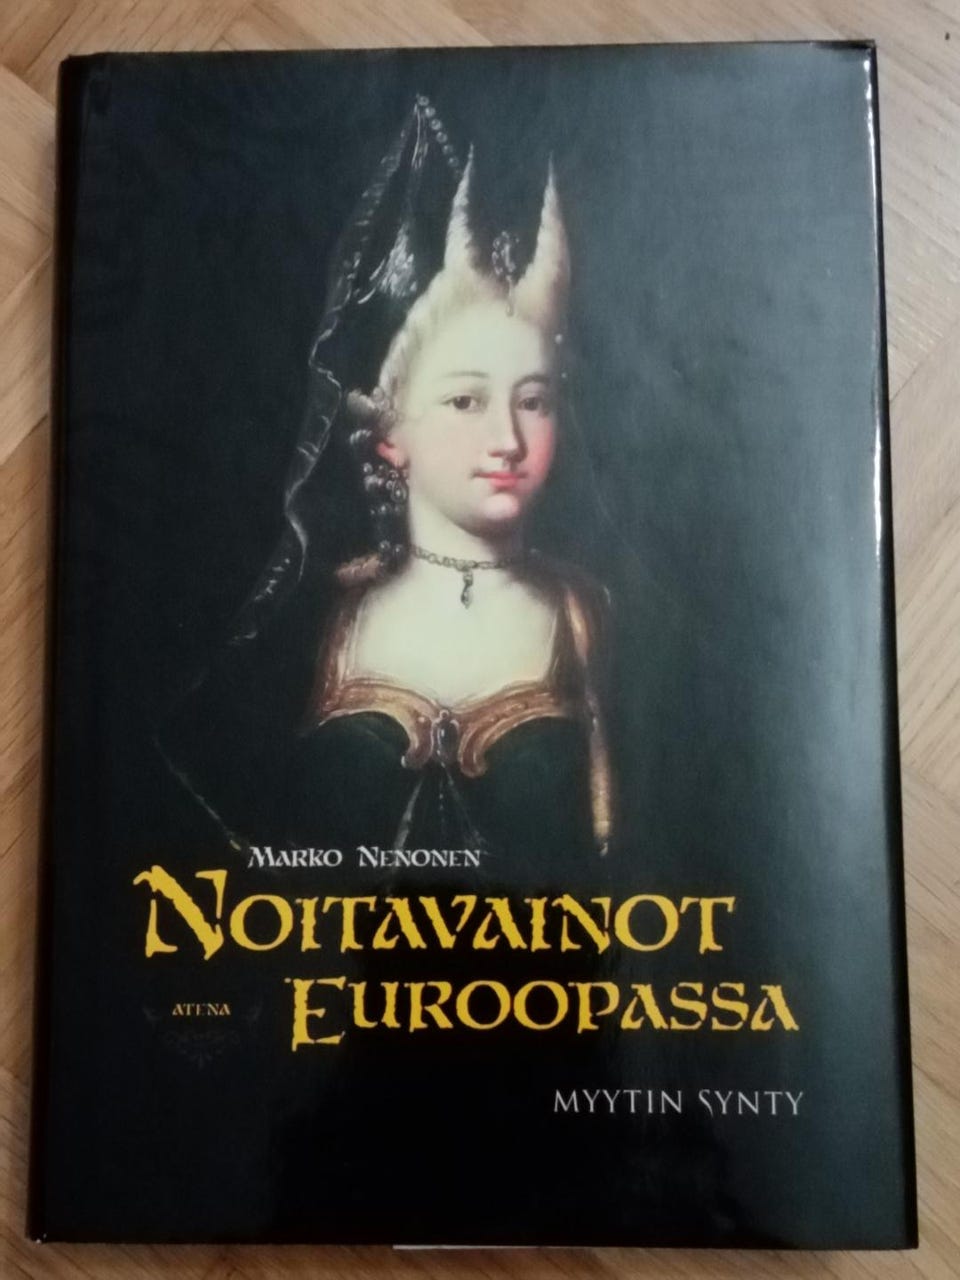 MARKO NENONEN
NOITAVAINOT
EUROOPASSA
ATENA
MYYTIN SYNTY